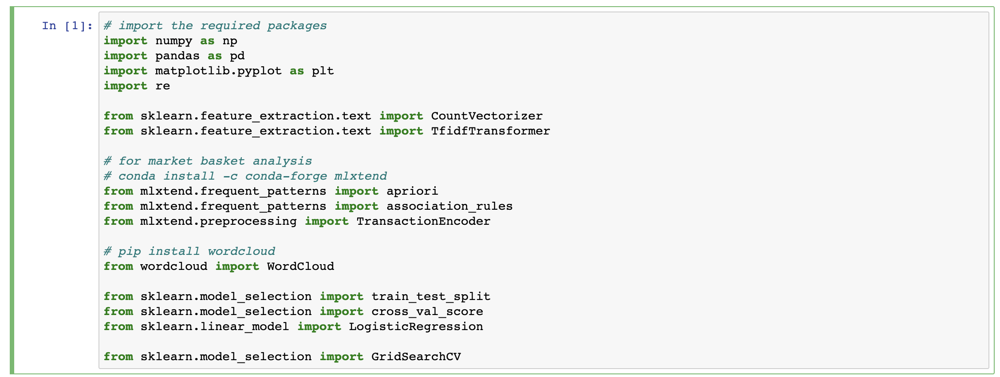 In [1]:
# import the required packages
import numpy as np
import pandas as pd
import matplotlib.pyplot as plt
import re
from sklearn.feature_extraction.text import CountVectorizer
from sklearn.feature_extraction.text import TfidfTransformer
# for market basket analysis
# conda install -c conda-forge mlxtend
from mlxtend.frequent_patterns import apriori
from mlxtend.frequent_patterns import association_rules
from mlxtend.preprocessing import TransactionEncoder
# pip install wordcloud
from wordcloud import WordCloud
from sklearn.model_selection import train_test_split
from sklearn.model_selection import cross_val_score
from sklearn.linear_model import LogisticRegression
from sklearn.model_selection import GridSearchCV